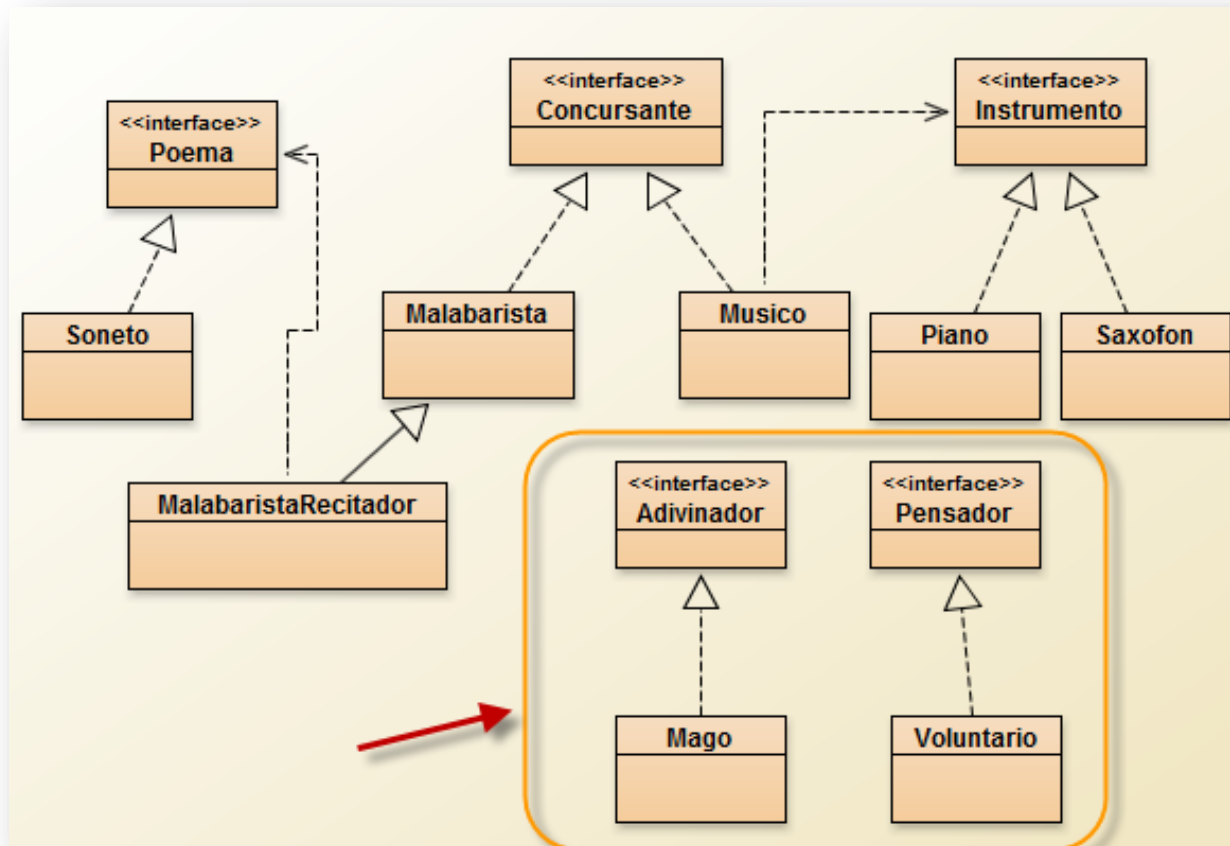 <<interface>>
Poema
<<interface>>
Concursante
<<interface>>
Instrumento
Soneto
Malabarista
Musico
Piano
Saxofon
MalabaristaRecitador
<<interface>>
Adivinador
<<interface>>
Pensador
Mago
Voluntario